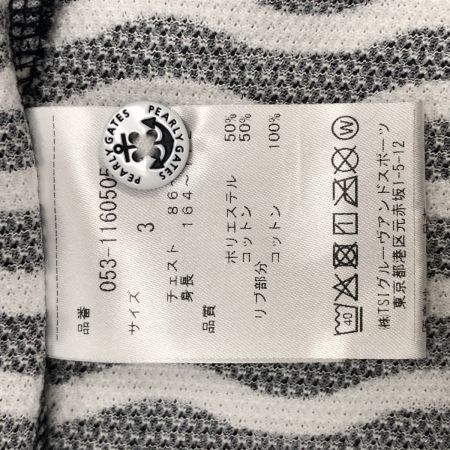 PEARLY GATES
PEARLY GATES
品番
053-1160505
サイズ
3
チェスト
身長 164~
品質
ポリエステル 50%
コットン 50%
リブ部分
コットン 100%
40
W
㈱TSIグルーヴアンドスポーツ
東京都港区元赤坂1-5-12